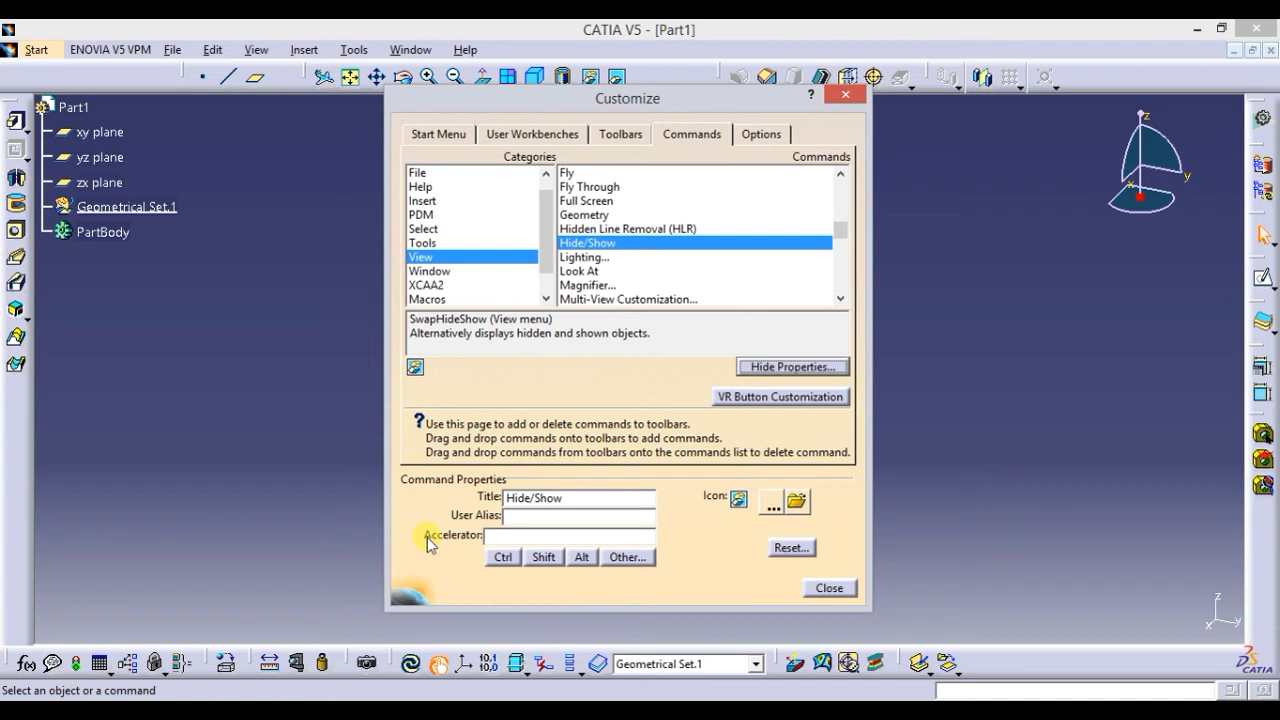 CATIA V5 - [Part1]
Start ENOVIA V5 VPM File Edit View Insert Tools Window Help
Customize
?
Part1
xy plane
yz plane
zx plane
Geometrical Set.1
PartBody
Start Menu User Workbenches Toolbars Commands Options
Categories Commands
File
Help
Insert
PDM
Select
Tools
View
Window
XCAA2
Macros
Fly
Fly Through
Full Screen
Geometry
Hidden Line Removal (HLR)
Hide/Show
Lighting...
Look At
Magnifier...
Multi-View Customization...
SwapHideShow (View menu)
Alternatively displays hidden and shown objects.
Hide Properties...
VR Button Customization
? Use this page to add or delete commands to toolbars.
Drag and drop commands onto toolbars to add commands.
Drag and drop commands from toolbars onto the commands list to delete command.
Command Properties
Title: Hide/Show
Icon: ...
User Alias:
Accelerator:
Ctrl Shift Alt Other...
Reset...
Close
z
y
x
z
x y
f(x) 10.1 10.0 Geometrical Set.1
CATIA
Select an object or a command